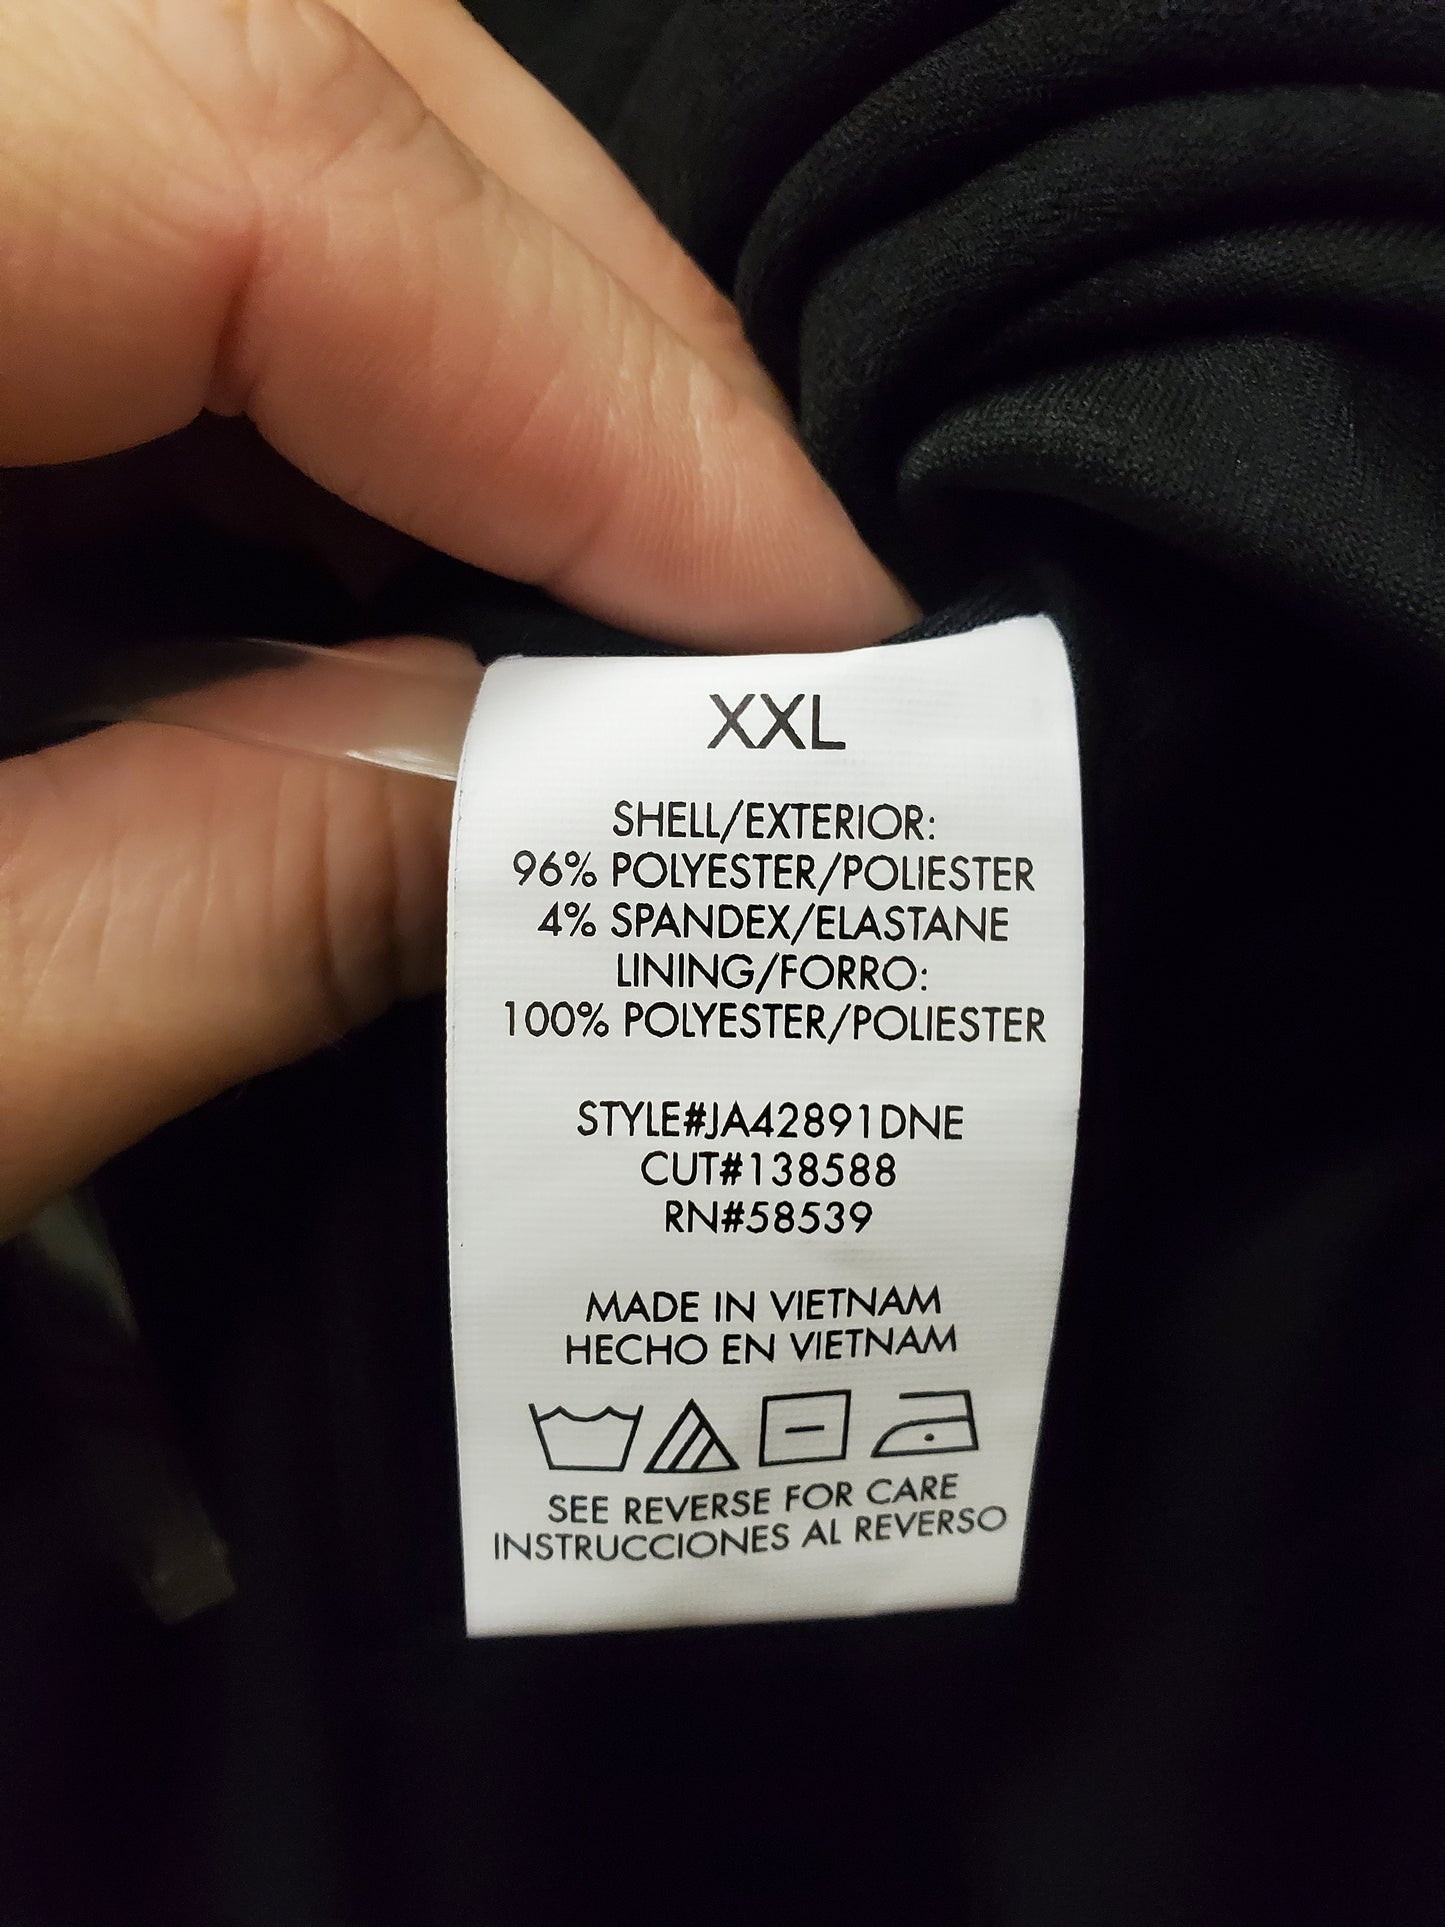 XXL
SHELL/EXTERIOR:
96% POLYESTER/POLIESTER
4% SPANDEX/ELASTANE
LINING/FORRO:
100% POLYESTER/POLIESTER
STYLE#JA42891DNE
CUT#138588
RN#58539
MADE IN VIETNAM
HECHO EN VIETNAM
SEE REVERSE FOR CARE
INSTRUCCIONES AL REVERSO